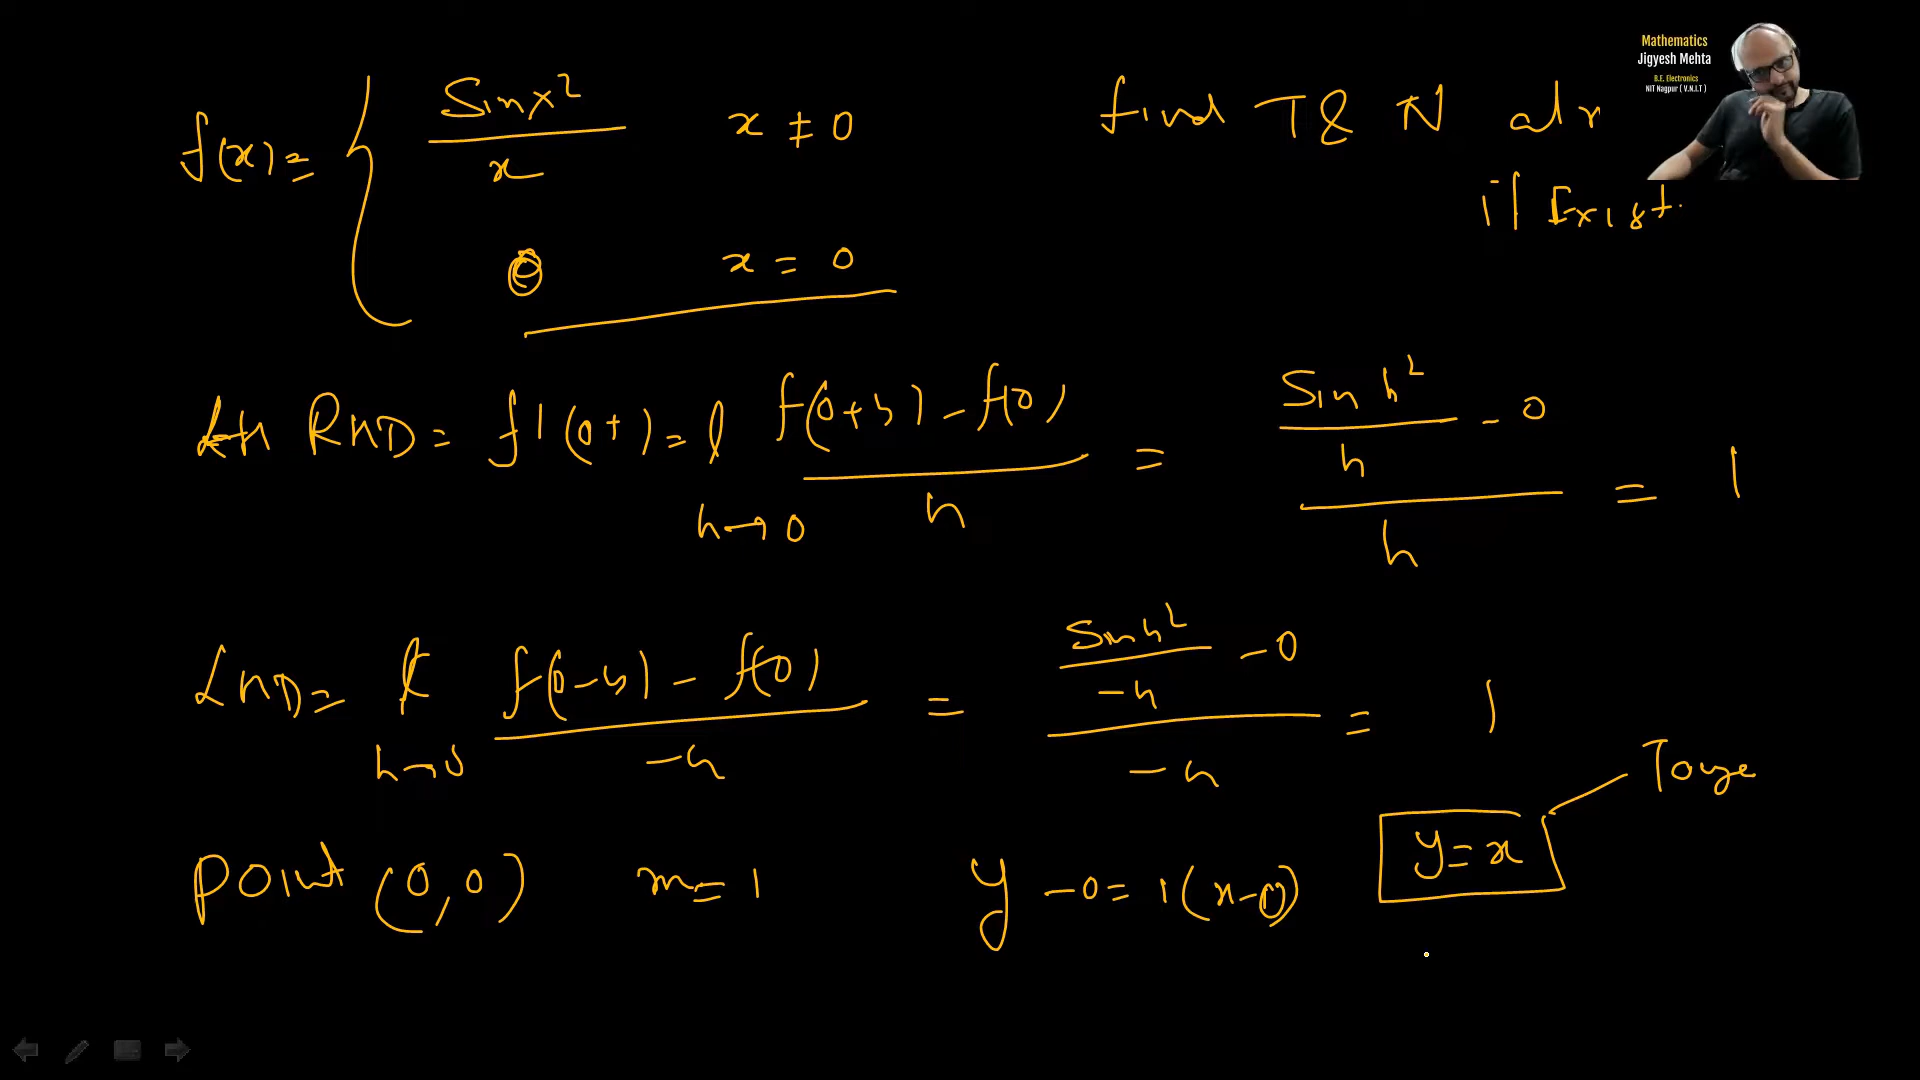 Mathematics
Jigyesh Mehta
B.E. Electronics
NIT Nagpur ( V.N.I.T )
f(x) = { Sin x² / x   x ≠ 0   find T & N at
0   x = 0   if Exist.
RHD = f'(0+) = l h→0 f(0+h) - f(0) / h = (Sin h² / h - 0) / h = 1
LHD = lt h→0 f(0-h) - f(0) / -h = (Sin h² / -h - 0) / -h = 1
Point (0,0)   m = 1   y - 0 = 1(x - 0)   y = x